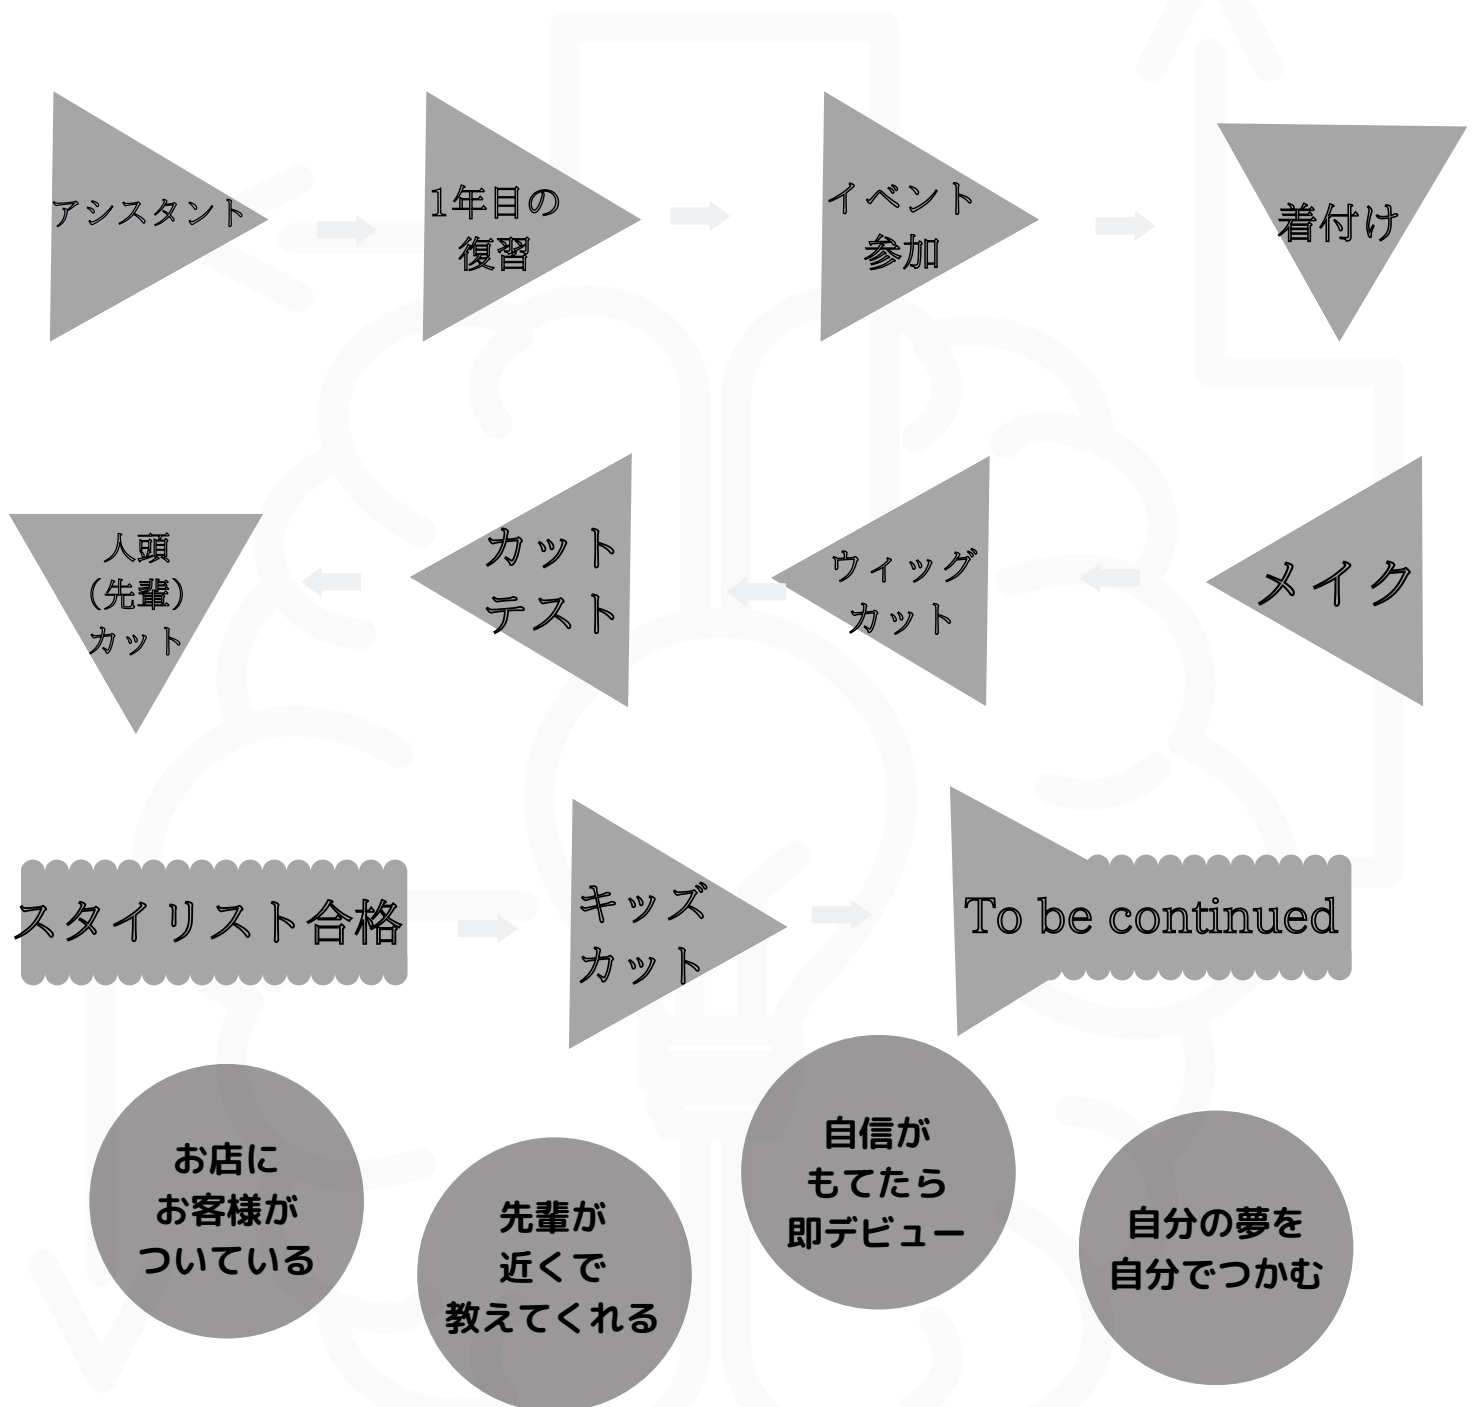 アシスタント
1年目の
復習
イベント
参加
着付け
メイク
ウィッグ
カット
カット
テスト
人頭
（先輩）
カット
スタイリスト合格
キッズ
カット
To be continued
お店に
お客様が
ついている
先輩が
近くで
教えてくれる
自信が
もてたら
即デビュー
自分の夢を
自分でつかむ